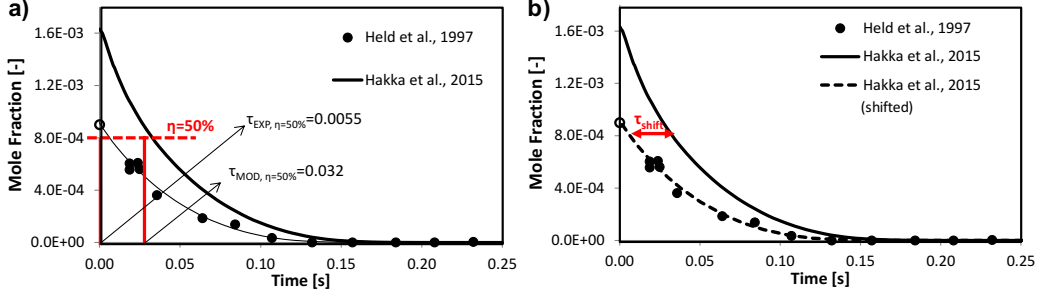 a)
1.6E-03
1.2E-03
8.0E-04
4.0E-04
0.0E+00
Mole Fraction [-]
Held et al., 1997
Hakka et al., 2015
η=50%
τEXP, η=50%=0.0055
τMOD, η=50%=0.032
0.00 0.05 0.10 0.15 0.20 0.25
Time [s]
b)
1.6E-03
1.2E-03
8.0E-04
4.0E-04
0.0E+00
Mole Fraction [-]
Held et al., 1997
Hakka et al., 2015
Hakka et al., 2015
(shifted)
τshift
0.00 0.05 0.10 0.15 0.20 0.25
Time [s]